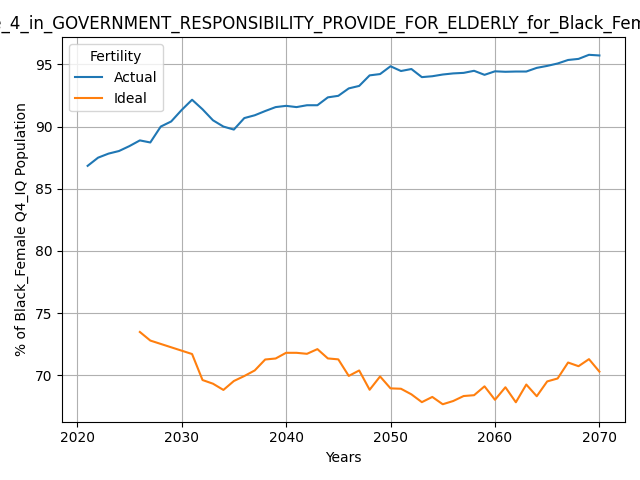 _4_in_GOVERNMENT_RESPONSIBILITY_PROVIDE_FOR_ELDERLY_for_Black_Fem
Fertility
Actual
Ideal
% of Black_Female Q4_IQ Population
95
90
85
80
75
70
2020
2030
2040
2050
2060
2070
Years